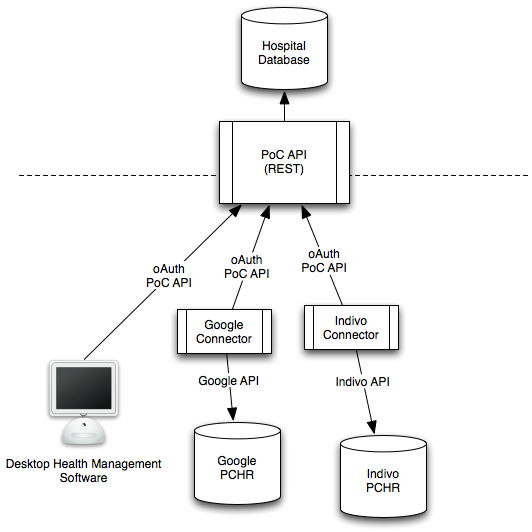 Hospital
Database
PoC API
(REST)
oAuth
PoC API
oAuth
PoC API
oAuth
PoC API
Google
Connector
Indivo
Connector
Google API
Indivo API
Desktop Health Management
Software
Google
PCHR
Indivo
PCHR